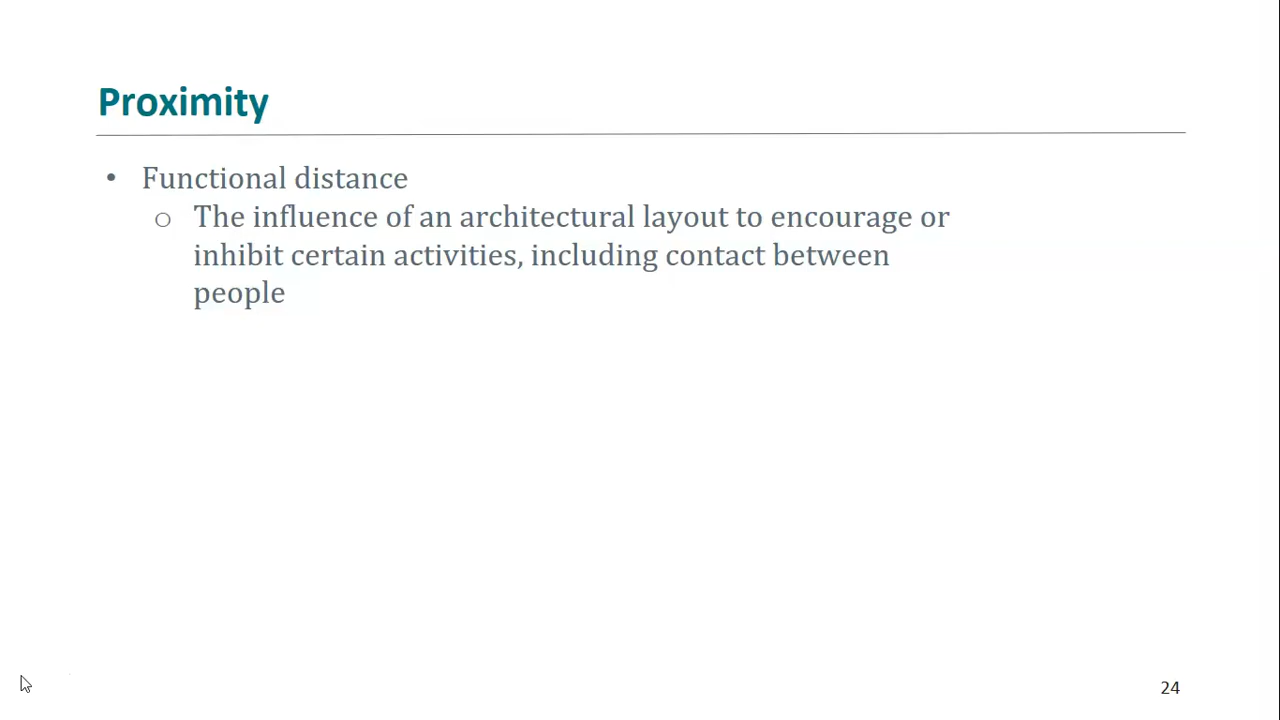 Proximity
• Functional distance
o The influence of an architectural layout to encourage or
inhibit certain activities, including contact between
people
24